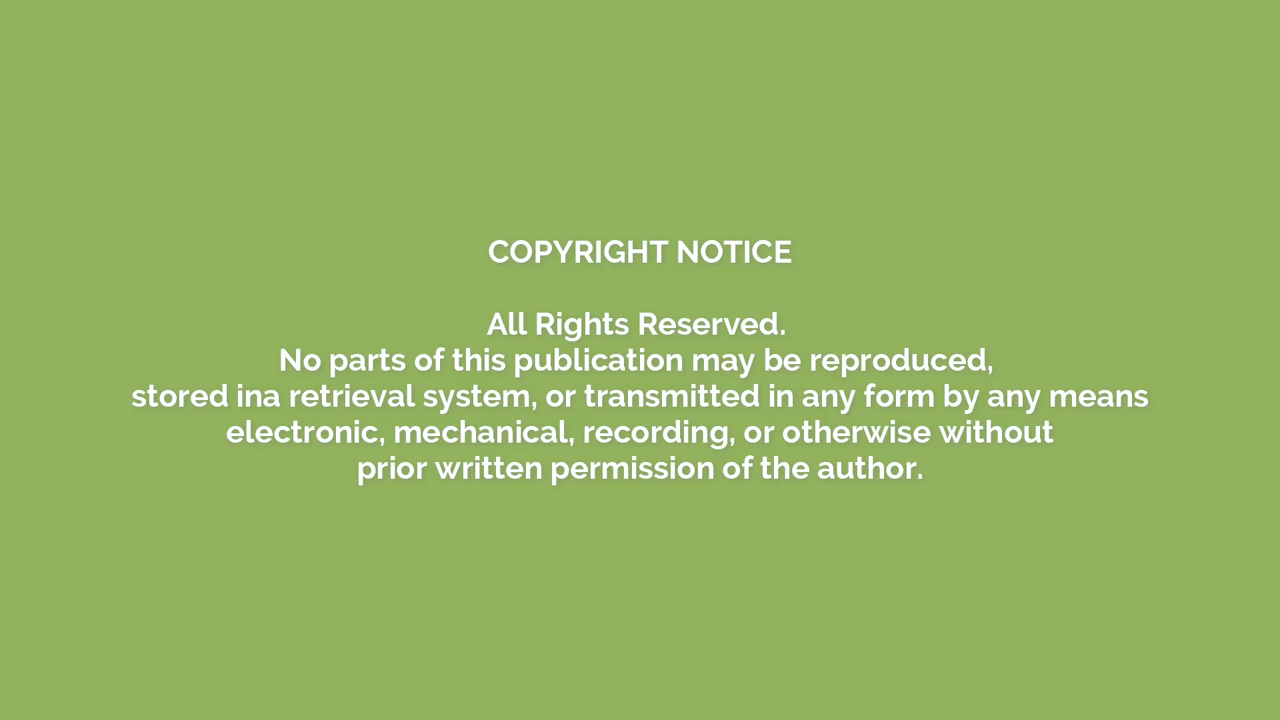 COPYRIGHT NOTICE
All Rights Reserved.
No parts of this publication may be reproduced,
stored ina retrieval system, or transmitted in any form by any means
electronic, mechanical, recording, or otherwise without
prior written permission of the author.